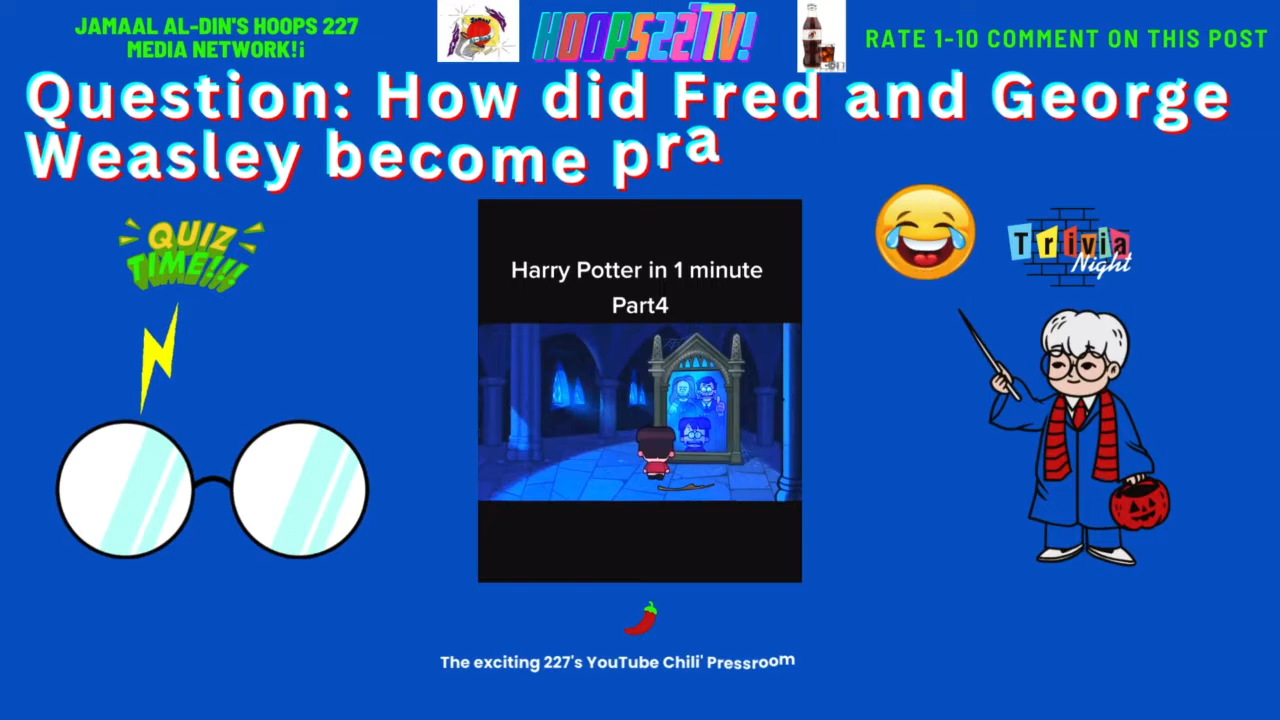 JAMAAL AL-DIN'S HOOPS 227
MEDIA NETWORK!¡
HOOPS227TV!
RATE 1-10 COMMENT ON THIS POST
Question: How did Fred and George
Weasley become pra
QUIZ
TIME!!!
Trivia
Night
Harry Potter in 1 minute
Part4
The exciting 227's YouTube Chili' Pressroom